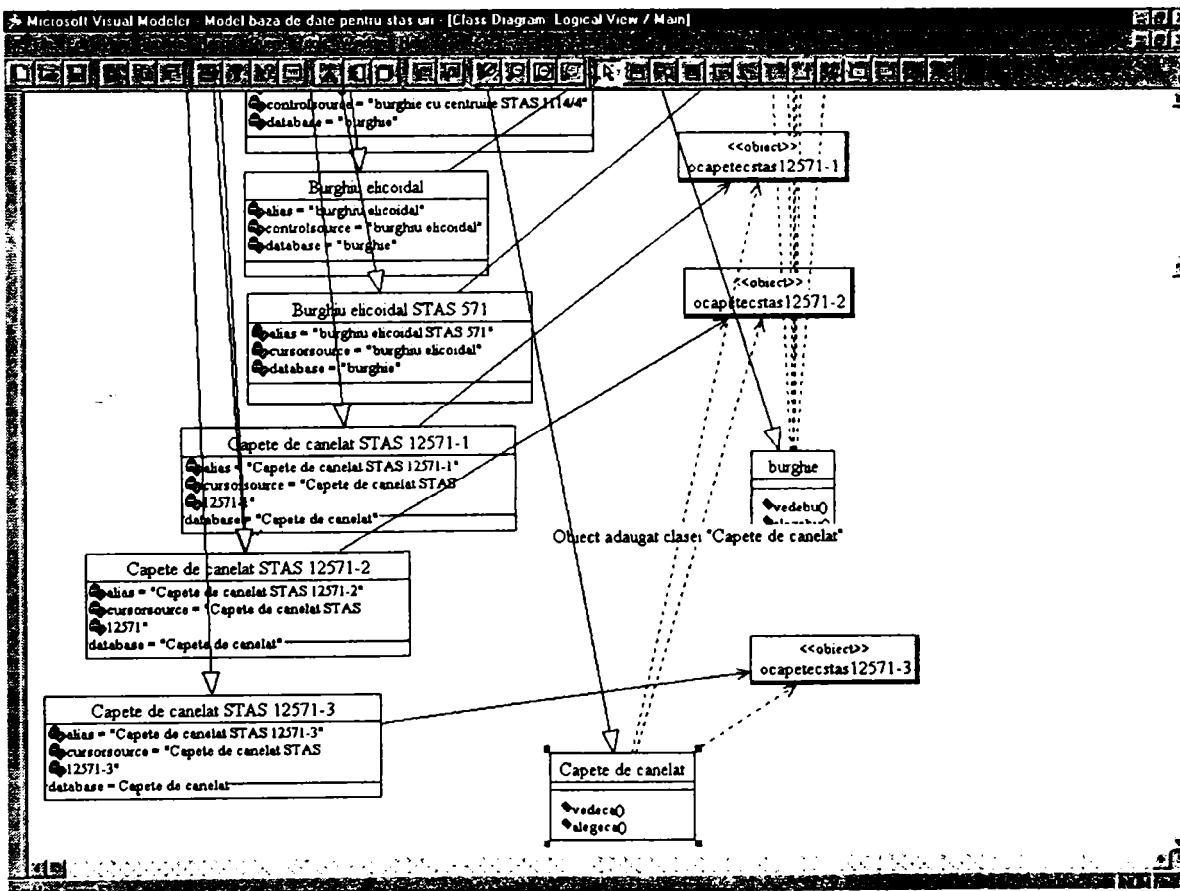 Microsoft Visual Modeler - Model baza de date pentru stas uri - [Class Diagram: Logical View / Main]
controlsource = "burghie cu centruire STAS 1114/4"
database = "burghie"
Burghiu elicoidal
alias = "burghiu elicoidal"
controlsource = "burghiu elicoidal"
database = "burghie"
Burghiu elicoidal STAS 571
alias = "burghiu elicoidal STAS 571"
cursorsource = "burghiu elicoidal"
database = "burghie"
Capete de canelat STAS 12571-1
alias = "Capete de canelat STAS 12571-1"
cursorsource = "Capete de canelat STAS
12571-1"
database = "Capete de canelat"
Capete de canelat STAS 12571-2
alias = "Capete de canelat STAS 12571-2"
cursorsource = "Capete de canelat STAS
12571"
database = "Capete de canelat"
Capete de canelat STAS 12571-3
alias = "Capete de canelat STAS 12571-3"
cursorsource = "Capete de canelat STAS
12571-3"
database = Capete de canelat
<<obiect>>
ocapetecstas12571-1
<<obiect>>
ocapetecstas12571-2
burghie
vedebu()
alegebu()
Obiect adaugat clasei "Capete de canelat"
<<obiect>>
ocapetecstas12571-3
Capete de canelat
vedeca()
alegeca()